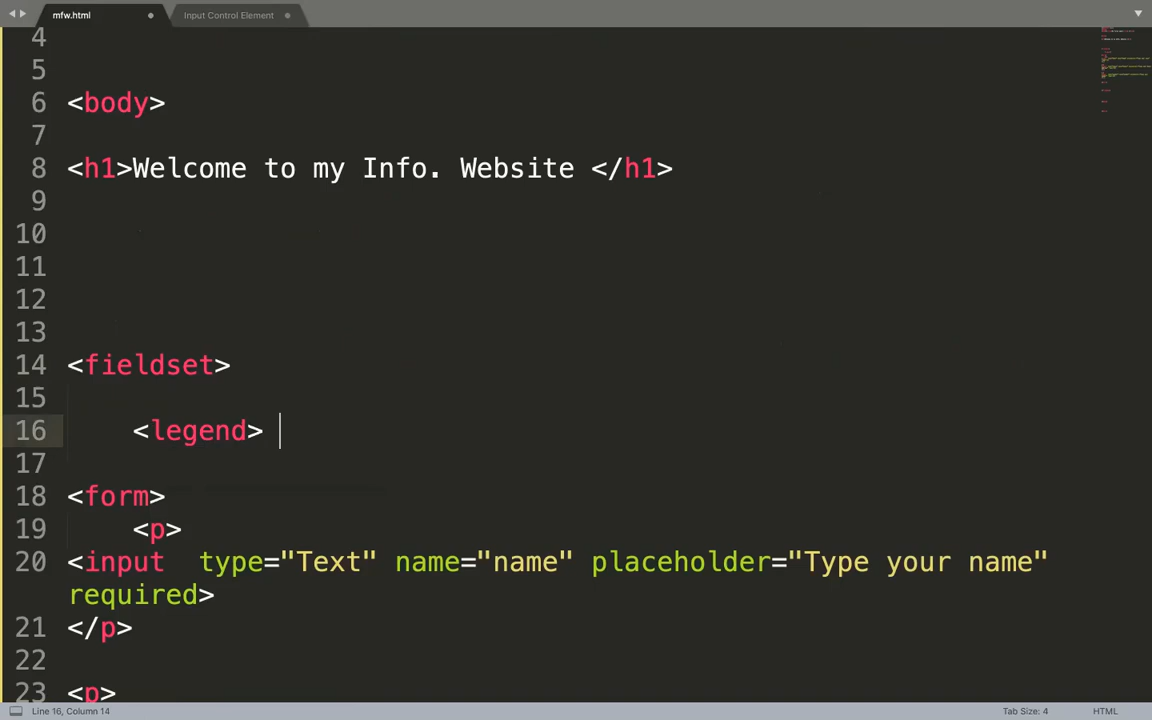 mfw.html
Input Control Element
4
5
6 <body>
7
8 <h1>Welcome to my Info. Website </h1>
9
10
11
12
13
14 <fieldset>
15
16 <legend>
17
18 <form>
19 <p>
20 <input  type="Text" name="name" placeholder="Type your name"
required>
21 </p>
22
23 <p>
Line 16, Column 14
Tab Size: 4
HTML